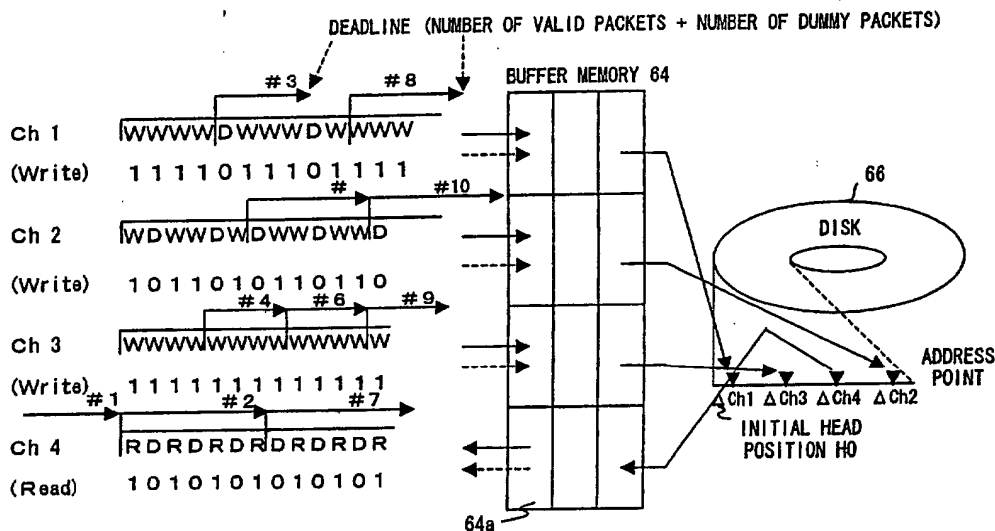 DEADLINE (NUMBER OF VALID PACKETS + NUMBER OF DUMMY PACKETS)
#3 #8
BUFFER MEMORY 64
Ch 1 WWWWDWWWDWWWW
(Write) 1111011101111
# #10
Ch 2 WDWWDWDWWDWWD
(Write) 101010110110
#4 #6 #9
Ch 3 WWWWWWWWWWWWW
(Write) 1111111111111
#1 #2 #7
Ch 4 RDRDRDRDRDRDR
(Read) 1010101010101
66
DISK
ADDRESS POINT
ΔCh1 ΔCh3 ΔCh4 ΔCh2
INITIAL HEAD
POSITION H0
64a